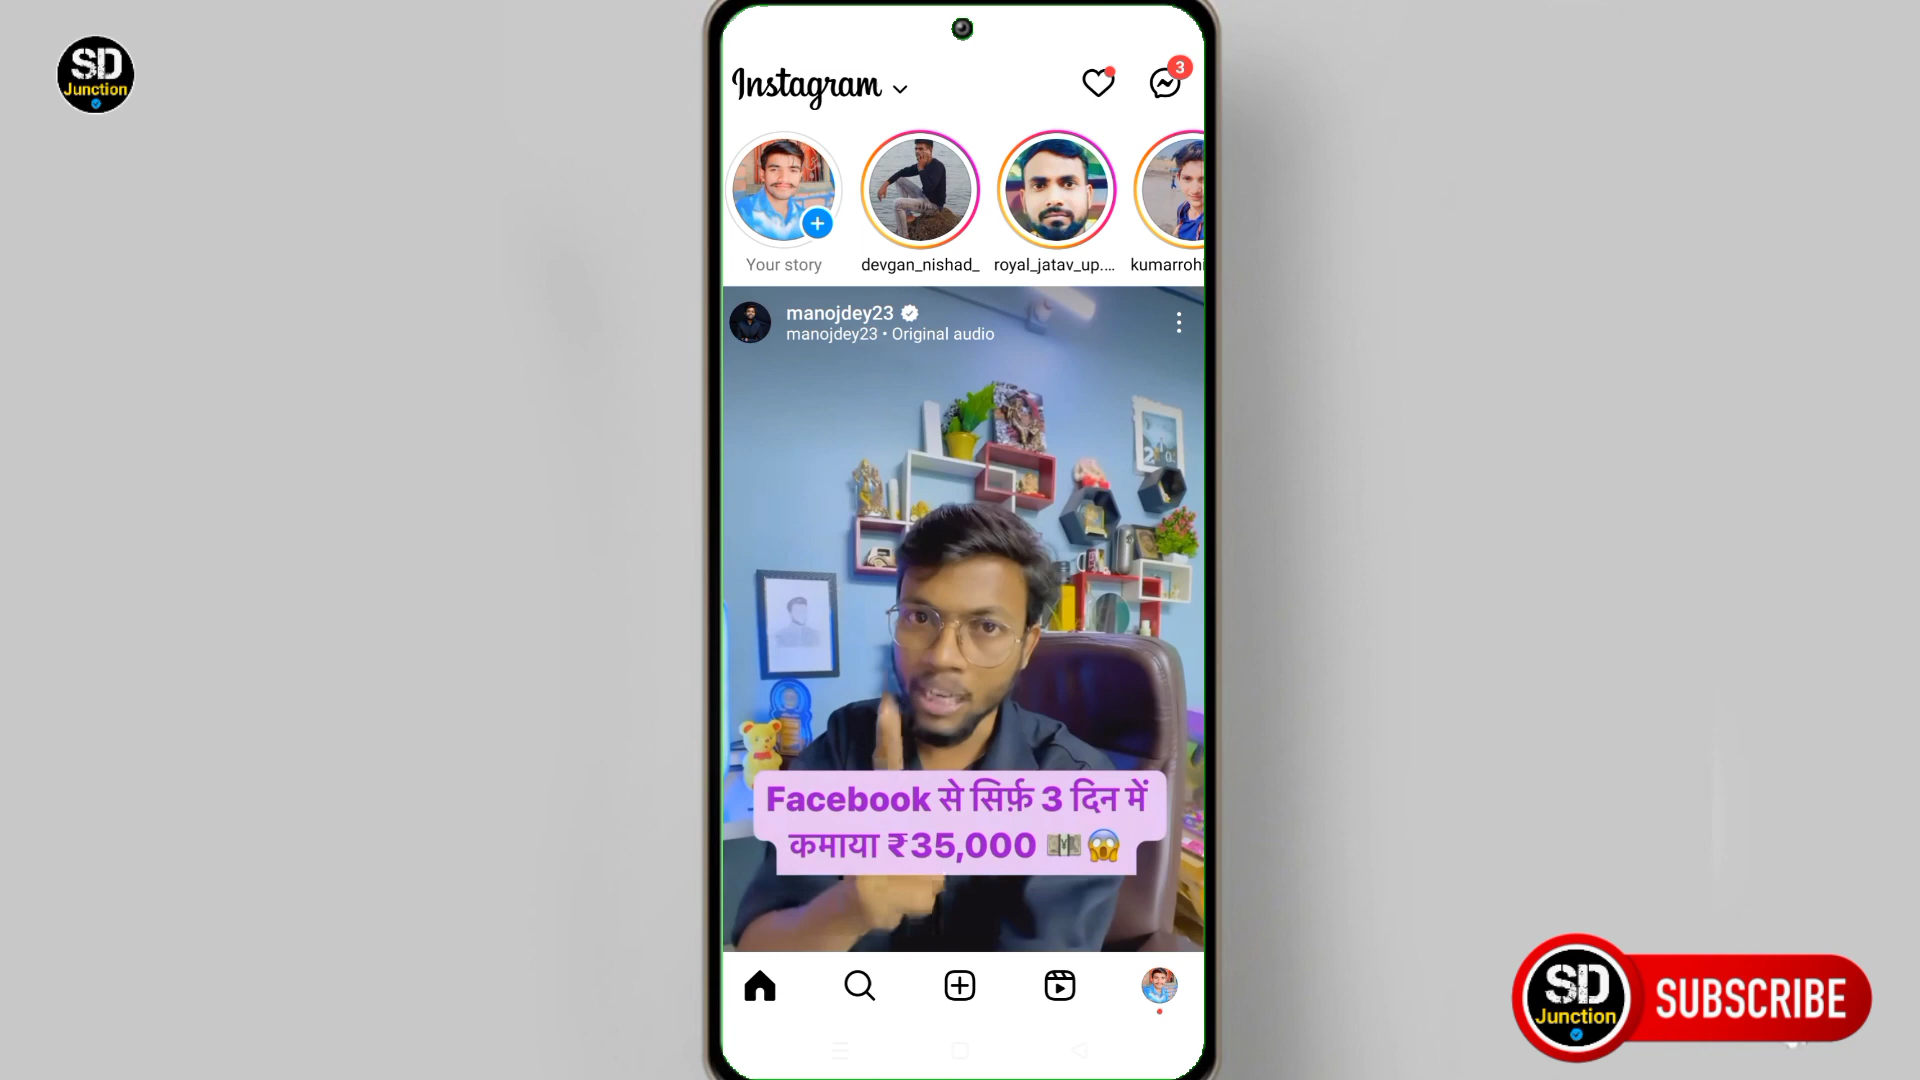 SD
Junction
Instagram
3
Your story
devgan_nishad_
royal_jatav_up....
kumarrohi
manojdey23
manojdey23 • Original audio
Facebook से सिर्फ़ 3 दिन में
कमाया ₹35,000 💵😱
SD
Junction
SUBSCRIBE